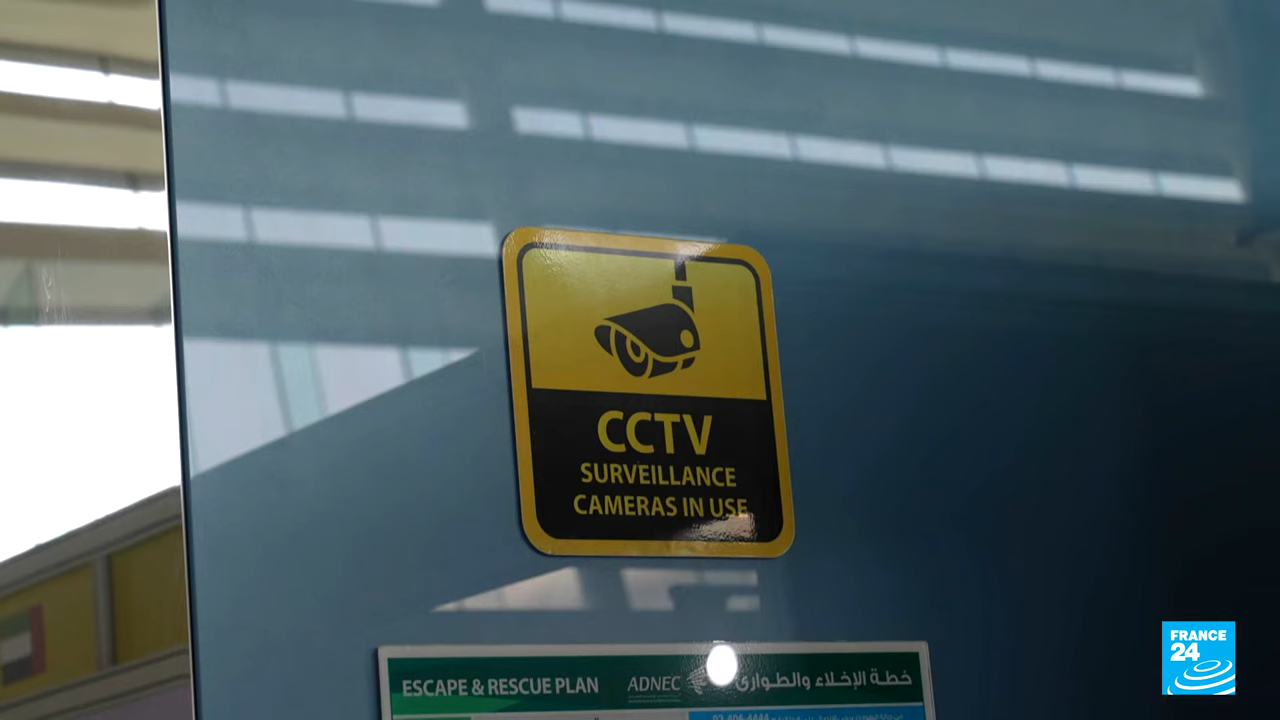 CCTV
SURVEILLANCE
CAMERAS IN USE
ESCAPE & RESCUE PLAN
ADNEC
خطة الإخلاء والطوارئ
FRANCE
24